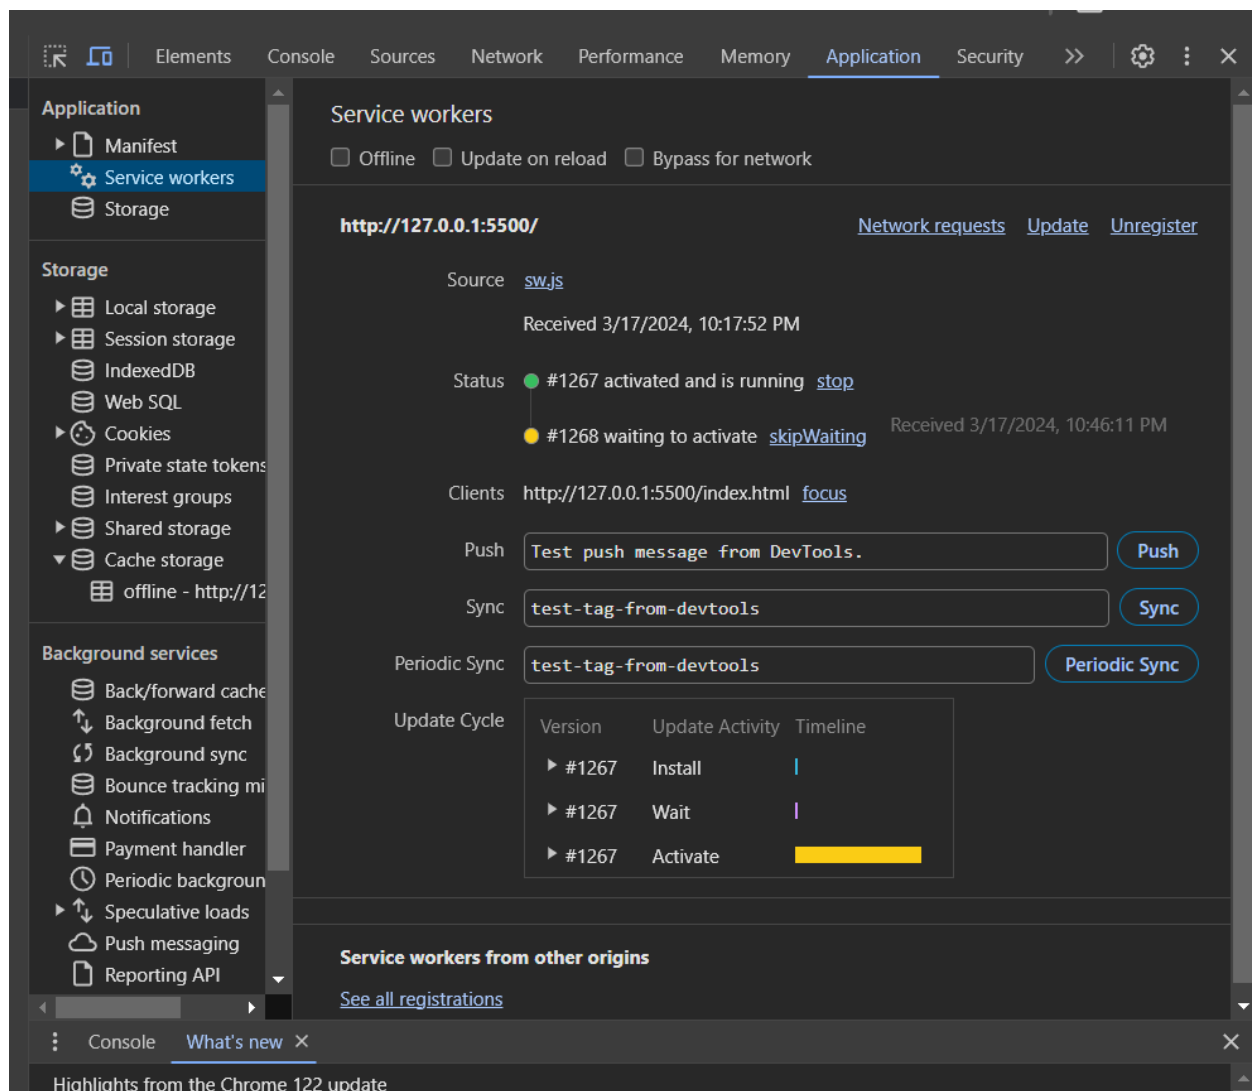 Elements Console Sources Network Performance Memory Application Security
Application
Manifest
Service workers
Storage
Storage
Local storage
Session storage
IndexedDB
Web SQL
Cookies
Private state tokens
Interest groups
Shared storage
Cache storage
offline - http://12
Background services
Back/forward cache
Background fetch
Background sync
Bounce tracking mi
Notifications
Payment handler
Periodic backgroun
Speculative loads
Push messaging
Reporting API
Service workers
Offline Update on reload Bypass for network
http://127.0.0.1:5500/ Network requests Update Unregister
Source sw.js
Received 3/17/2024, 10:17:52 PM
Status #1267 activated and is running stop
#1268 waiting to activate skipWaiting Received 3/17/2024, 10:46:11 PM
Clients http://127.0.0.1:5500/index.html focus
Push Test push message from DevTools. Push
Sync test-tag-from-devtools Sync
Periodic Sync test-tag-from-devtools Periodic Sync
Update Cycle Version Update Activity Timeline
#1267 Install
#1267 Wait
#1267 Activate
Service workers from other origins
See all registrations
Console What's new
Highlights from the Chrome 122 update